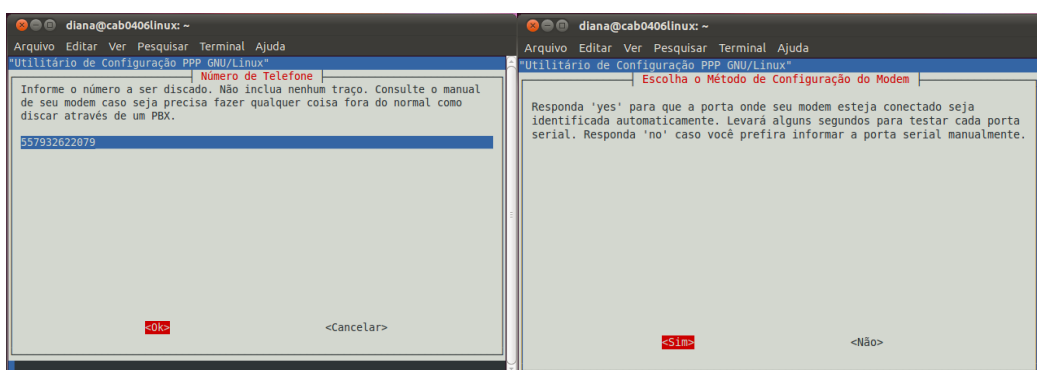 diana@cab0406linux: ~
Arquivo Editar Ver Pesquisar Terminal Ajuda
"Utilitário de Configuração PPP GNU/Linux"
Número de Telefone
Informe o número a ser discado. Não inclua nenhum traço. Consulte o manual
de seu modem caso seja precisa fazer qualquer coisa fora do normal como
discar através de um PBX.
557932622079
<Ok> <Cancelar>
diana@cab0406linux: ~
Arquivo Editar Ver Pesquisar Terminal Ajuda
"Utilitário de Configuração PPP GNU/Linux"
Escolha o Método de Configuração do Modem
Responda 'yes' para que a porta onde seu modem esteja conectado seja
identificada automaticamente. Levará alguns segundos para testar cada porta
serial. Responda 'no' caso você prefira informar a porta serial manualmente.
<Sim> <Não>